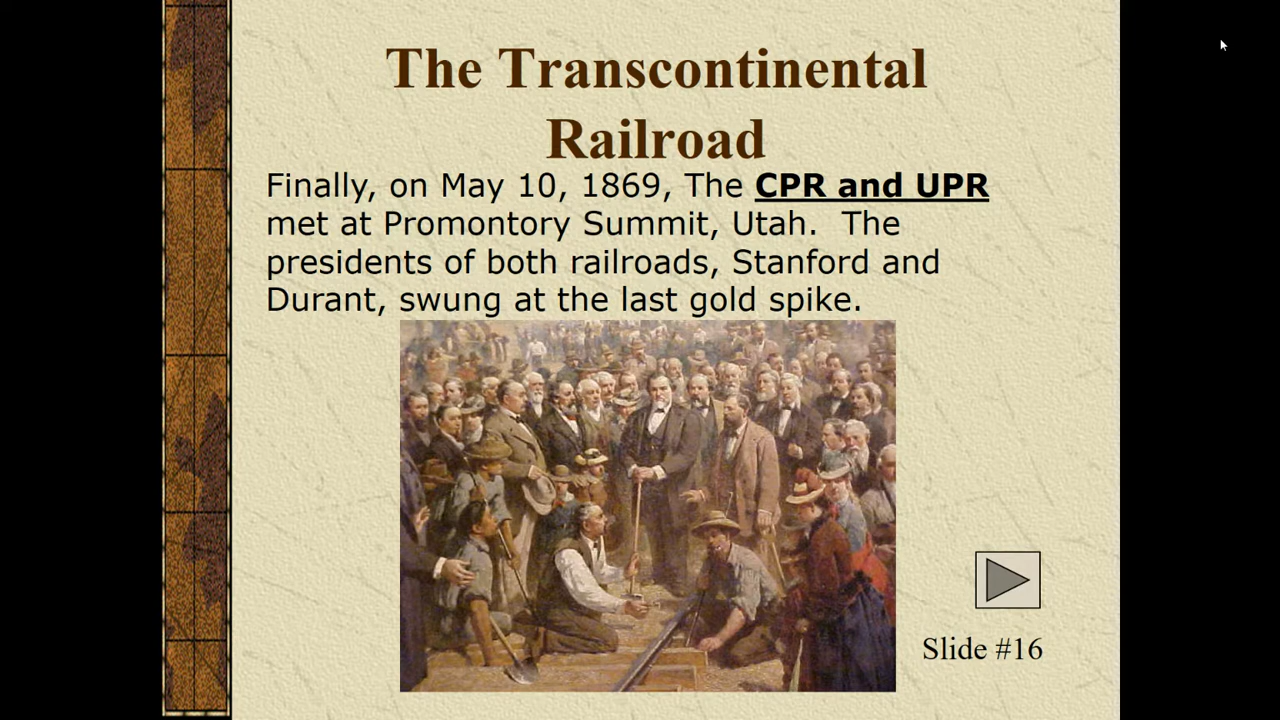 The Transcontinental
Railroad
Finally, on May 10, 1869, The CPR and UPR
met at Promontory Summit, Utah.  The
presidents of both railroads, Stanford and
Durant, swung at the last gold spike.
Slide #16